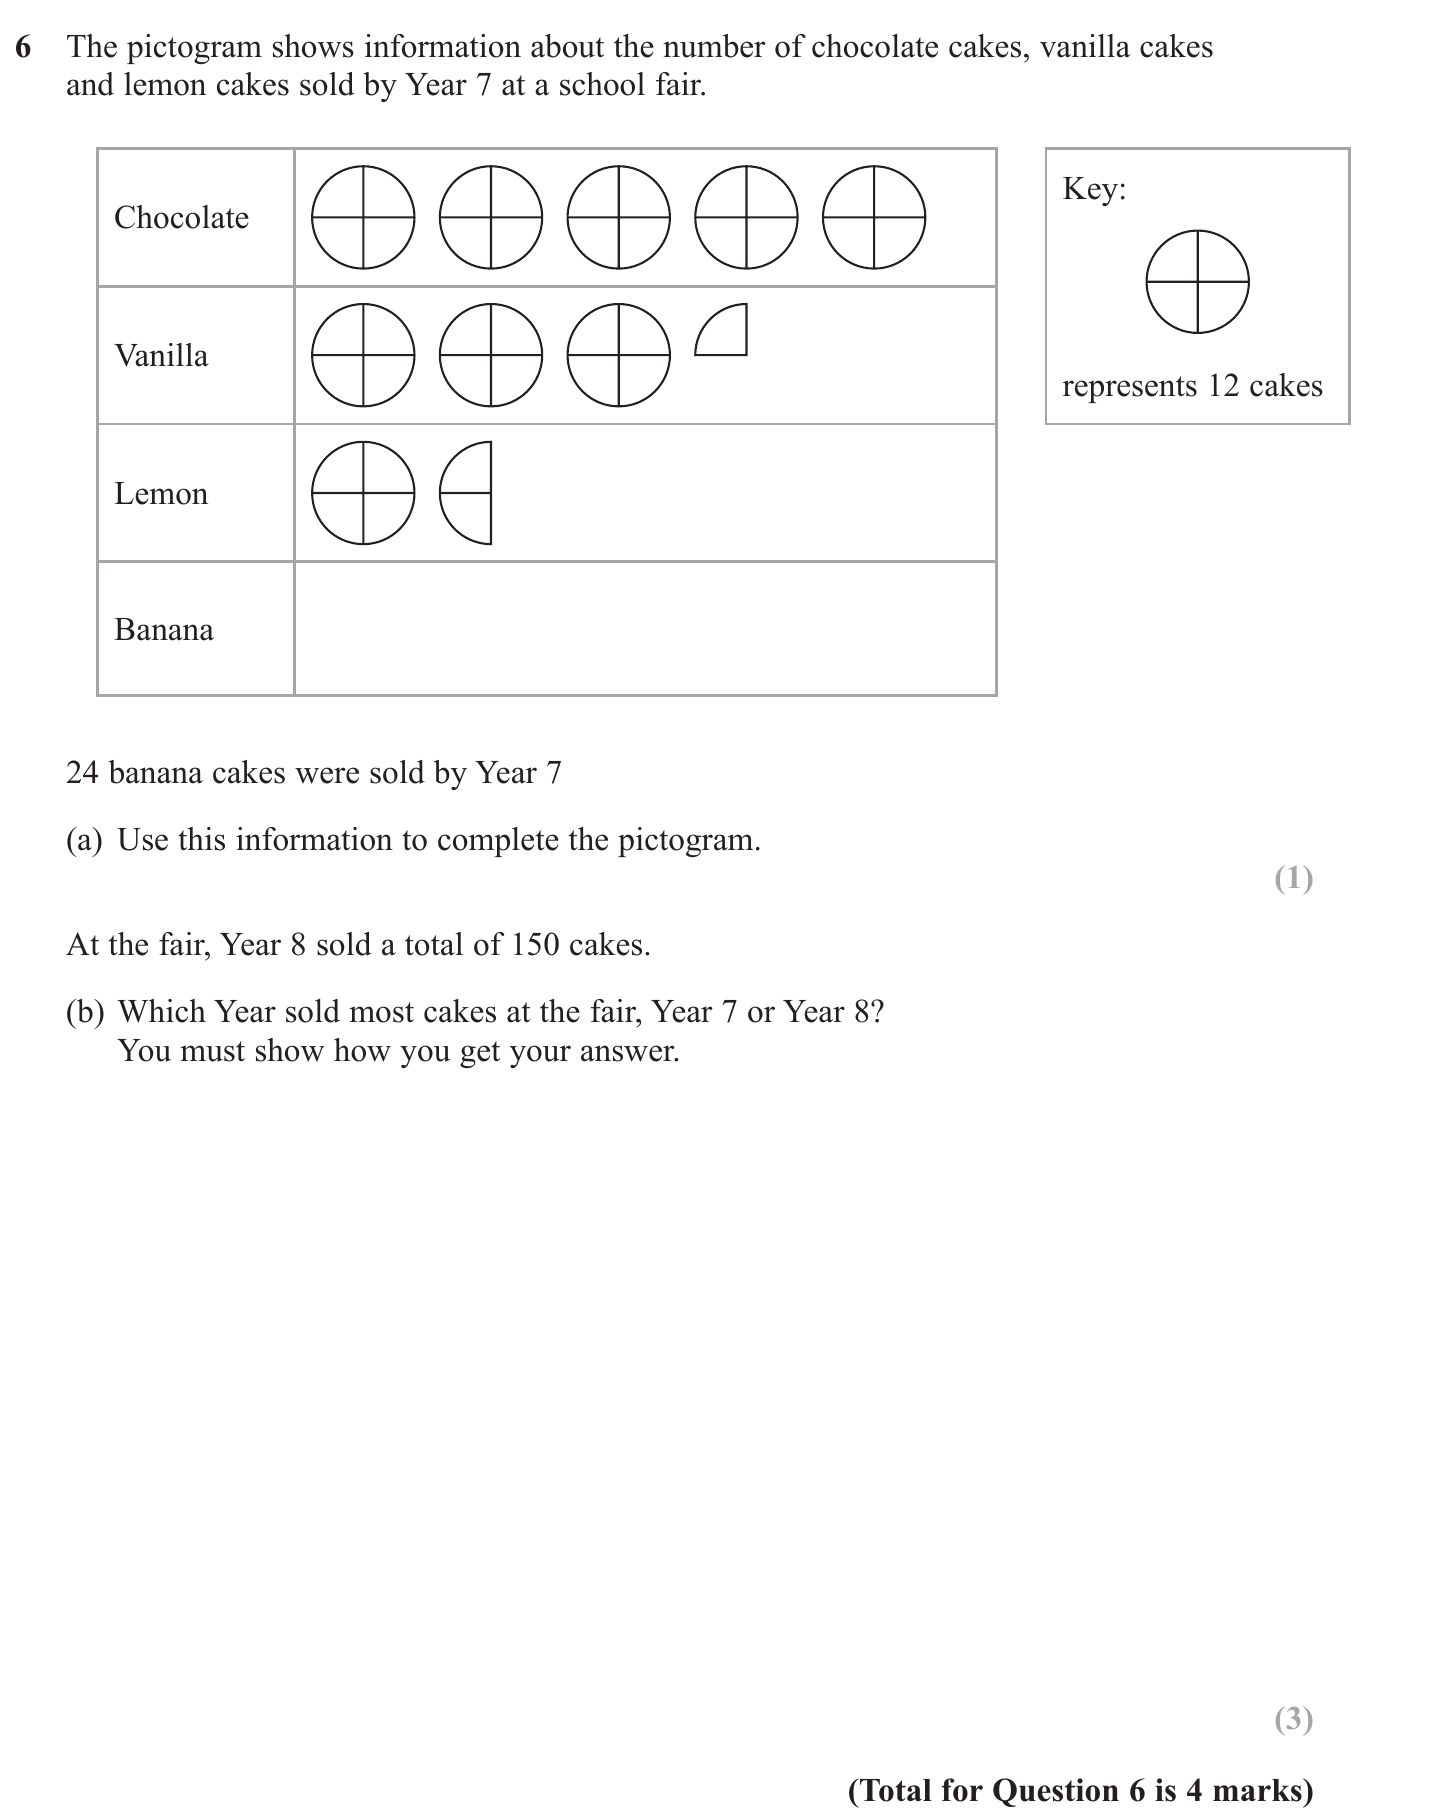 6 The pictogram shows information about the number of chocolate cakes, vanilla cakes
and lemon cakes sold by Year 7 at a school fair.
Chocolate
Vanilla
Lemon
Banana
Key:
represents 12 cakes
24 banana cakes were sold by Year 7
(a) Use this information to complete the pictogram.
(1)
At the fair, Year 8 sold a total of 150 cakes.
(b) Which Year sold most cakes at the fair, Year 7 or Year 8?
You must show how you get your answer.
(3)
(Total for Question 6 is 4 marks)